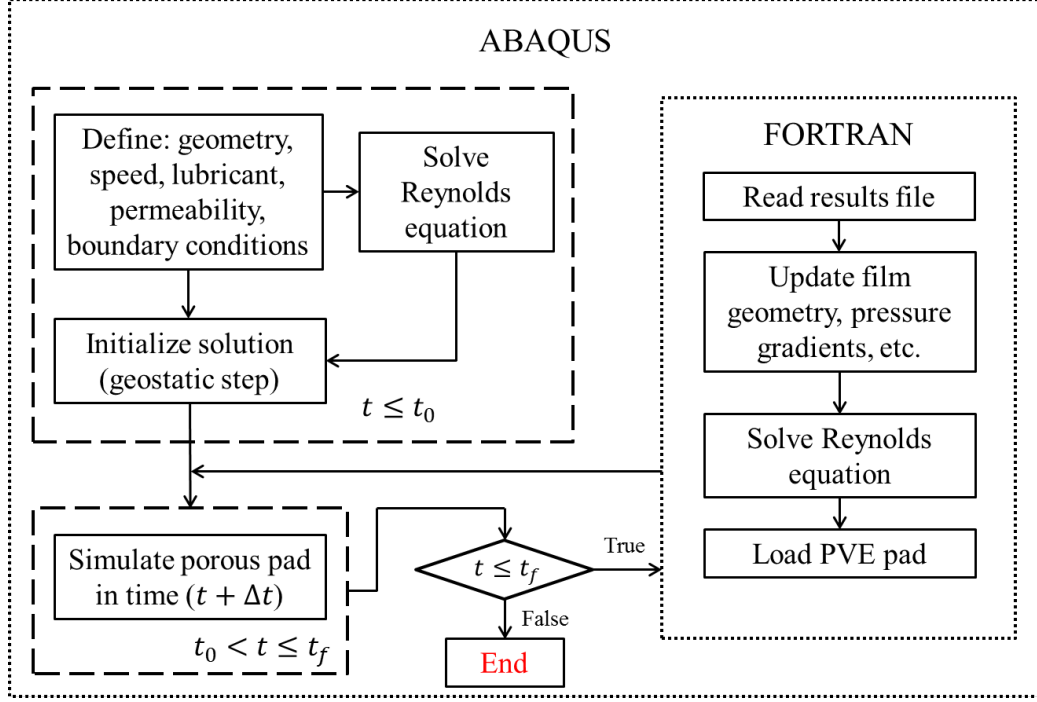 ABAQUS
Define: geometry,
speed, lubricant,
permeability,
boundary conditions
Solve
Reynolds
equation
Initialize solution
(geostatic step)
t ≤ t₀
Simulate porous pad
in time (t + Δt)
t₀ < t ≤ t_f
t ≤ t_f
True
False
End
FORTRAN
Read results file
Update film
geometry, pressure
gradients, etc.
Solve Reynolds
equation
Load PVE pad